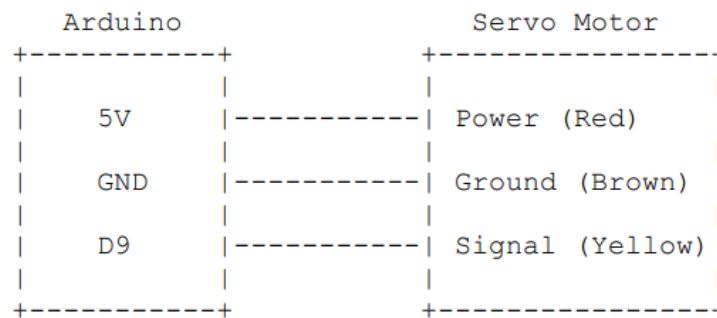 Arduino Servo Motor
5V Power (Red)
GND Ground (Brown)
D9 Signal (Yellow)